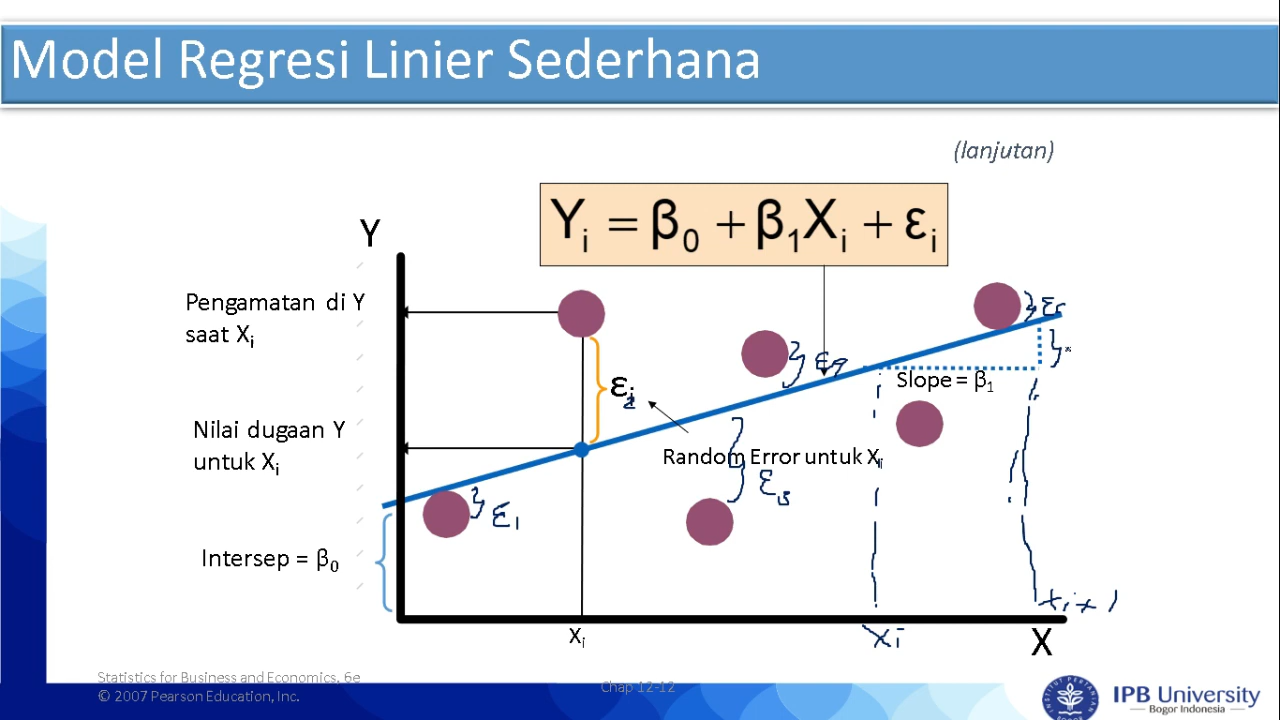 Model Regresi Linier Sederhana
(lanjutan)
Yᵢ = β₀ + β₁Xᵢ + εᵢ
Y
Pengamatan di Y
saat Xᵢ
Nilai dugaan Y
untuk Xᵢ
Intersep = β₀
εᵢ
Random Error untuk Xᵢ
Slope = β₁
ε₁
ε₃
ε₄
ε₅
Xᵢ
xi
xi+1
X
Statistics for Business and Economics, 6e
© 2007 Pearson Education, Inc.
Chap 12-12
IPB University
Bogor Indonesia